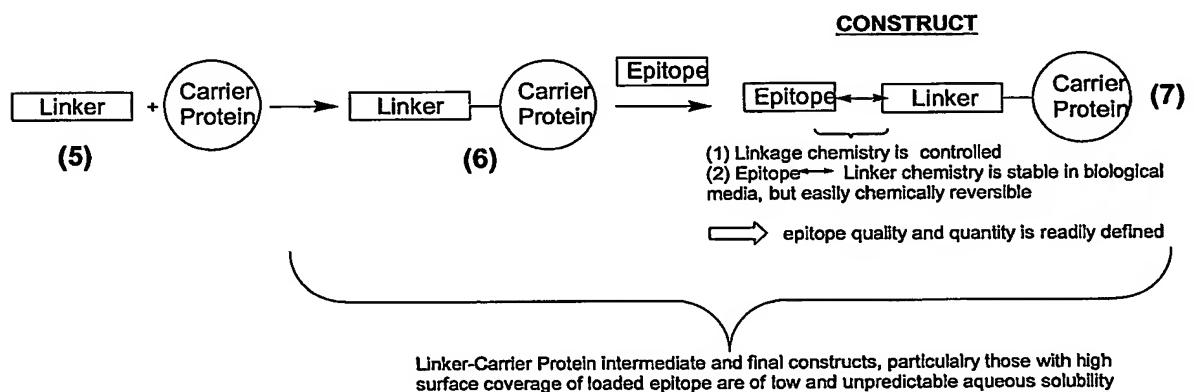 CONSTRUCT
Linker
+
Carrier
Protein
Linker
Carrier
Protein
Epitope
Epitope
Linker
Carrier
Protein
(7)
(5)
(6)
(1) Linkage chemistry is controlled
(2) Epitope Linker chemistry is stable in biological
media, but easily chemically reversible
epitope quality and quantity is readily defined
Linker-Carrier Protein intermediate and final constructs, particulalry those with high
surface coverage of loaded epitope are of low and unpredictable aqueous solubility